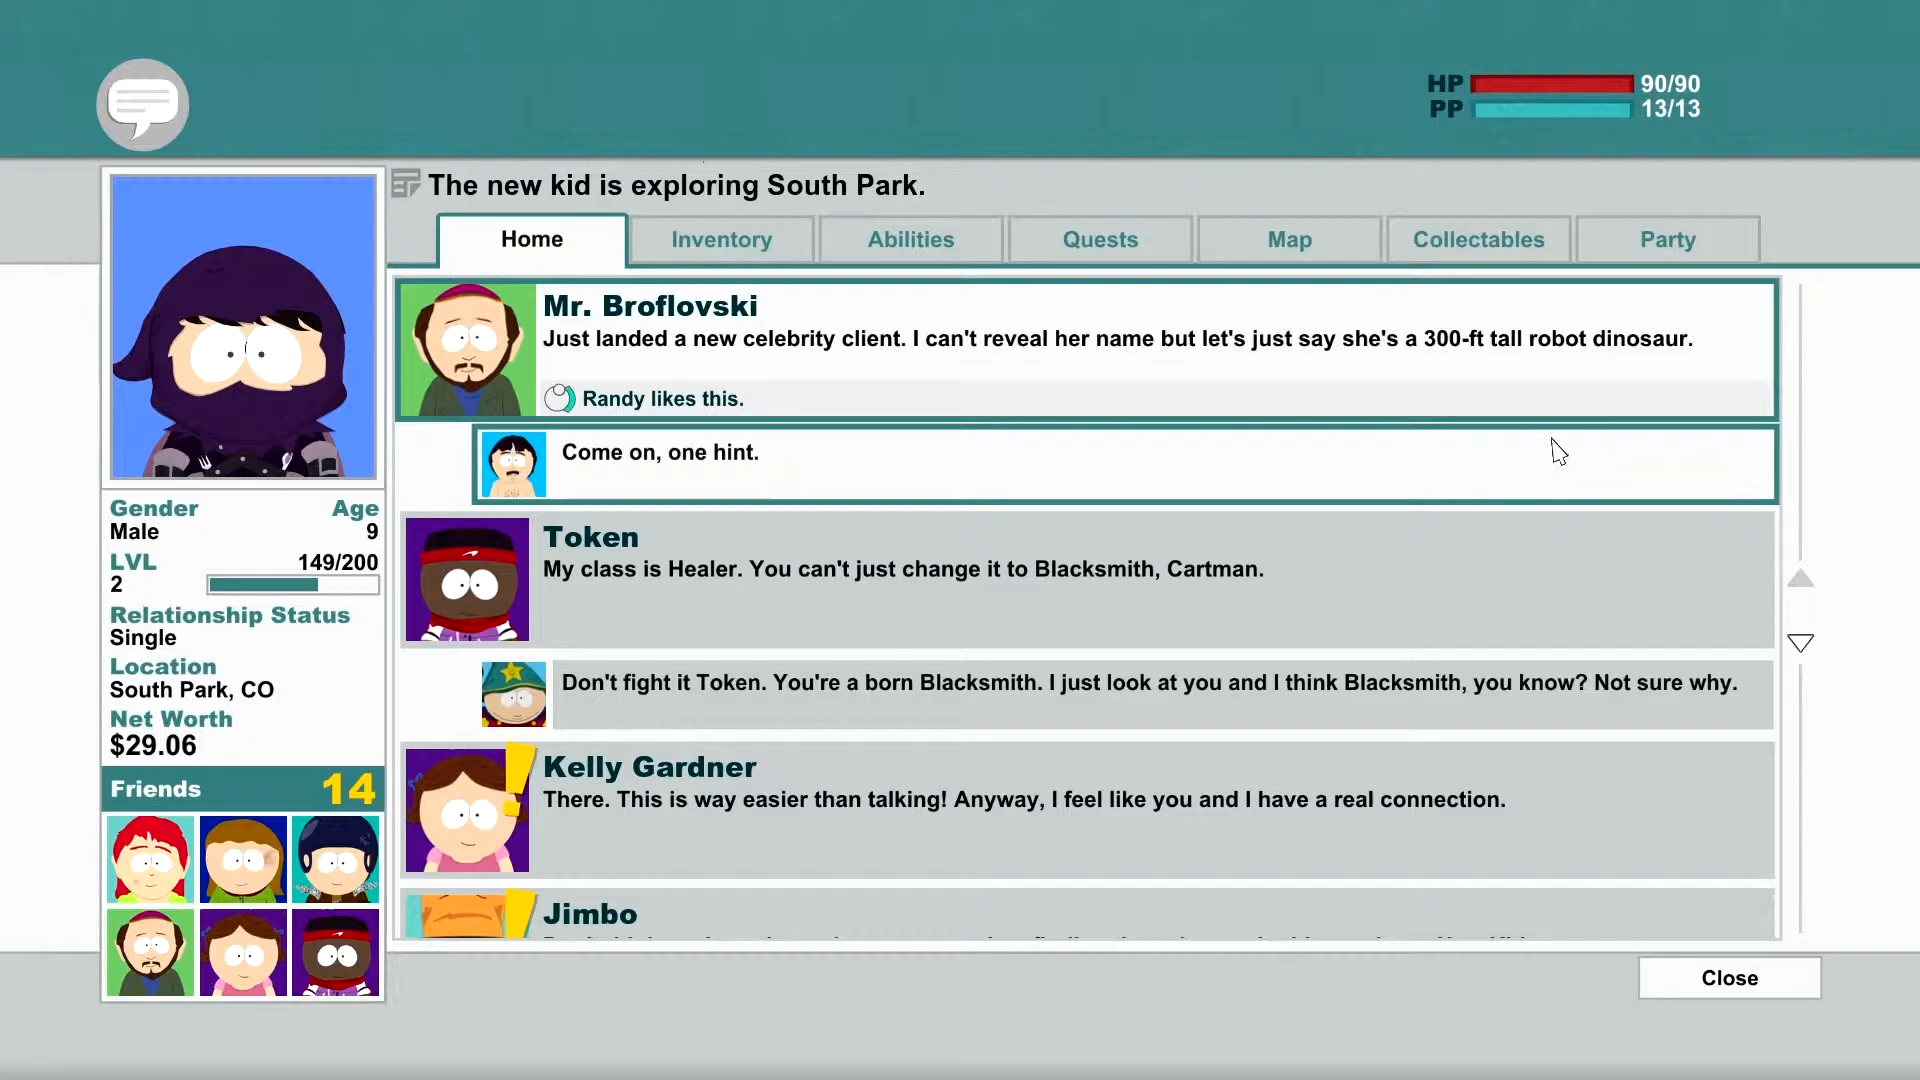 HP 90/90
PP 13/13
The new kid is exploring South Park.
Home Inventory Abilities Quests Map Collectables Party
Gender Age
Male 9
LVL 149/200
2
Relationship Status
Single
Location
South Park, CO
Net Worth
$29.06
Friends 14
Mr. Broflovski
Just landed a new celebrity client. I can't reveal her name but let's just say she's a 300-ft tall robot dinosaur.
Randy likes this.
Come on, one hint.
Token
My class is Healer. You can't just change it to Blacksmith, Cartman.
Don't fight it Token. You're a born Blacksmith. I just look at you and I think Blacksmith, you know? Not sure why.
Kelly Gardner
There. This is way easier than talking! Anyway, I feel like you and I have a real connection.
Jimbo
Close